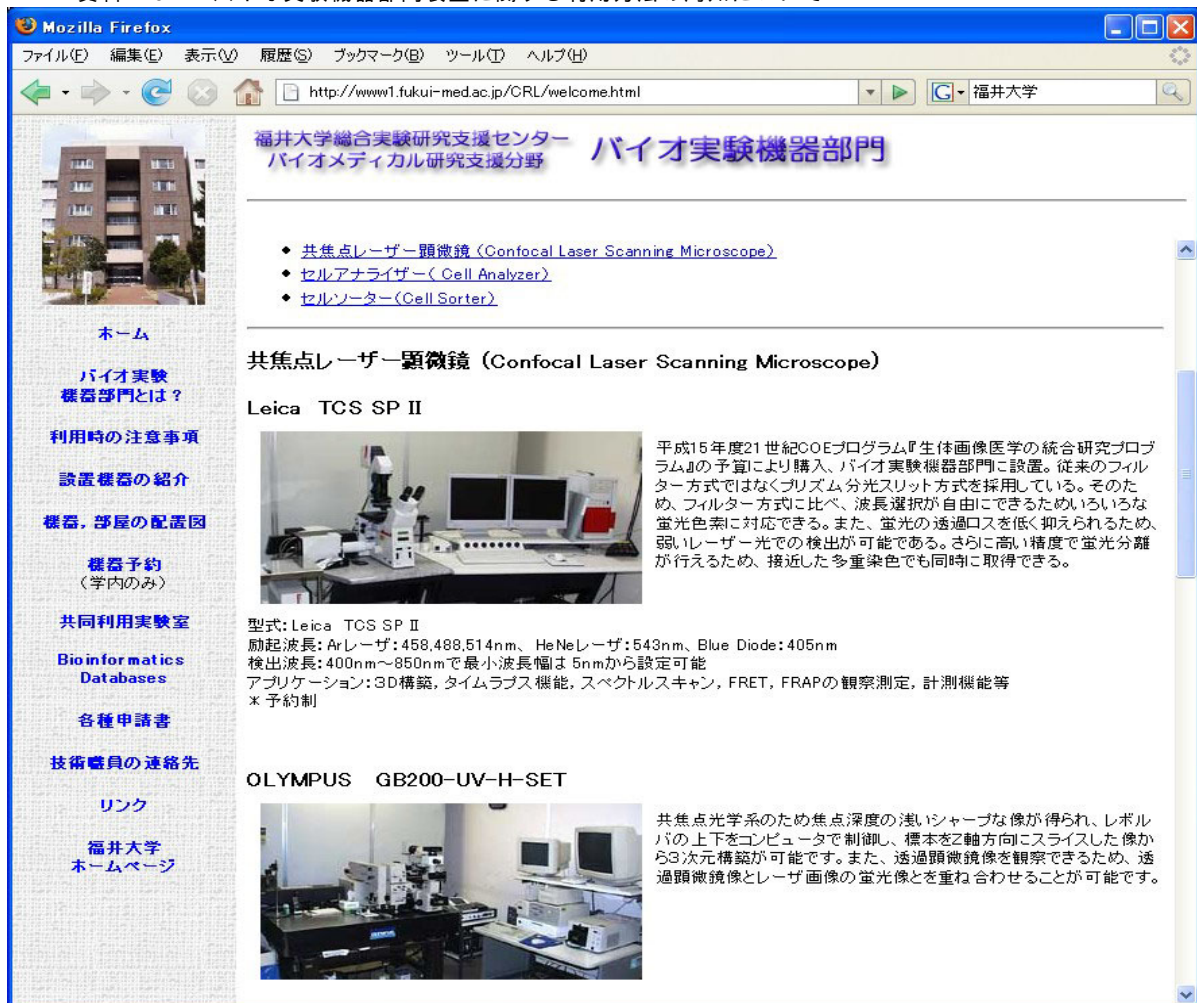 Mozilla Firefox
ファイル(F) 編集(E) 表示(V) 履歴(S) ブックマーク(B) ツール(T) ヘルプ(H)
http://www1.fukui-med.ac.jp/CRL/welcome.html
福井大学
福井大学総合実験研究支援センター
バイオメディカル研究支援分野
バイオ実験機器部門
ホーム
バイオ実験
機器部門とは？
利用時の注意事項
設置機器の紹介
機器，部屋の配置図
機器予約
（学内のみ）
共同利用実験室
Bioinformatics
Databases
各種申請書
技術職員の連絡先
リンク
福井大学
ホームページ
共焦点レーザー顕微鏡（Confocal Laser Scanning Microscope）
セルアナライザー（ Cell Analyzer）
セルソーター（Cell Sorter）
共焦点レーザー顕微鏡（Confocal Laser Scanning Microscope）
Leica TCS SP II
平成15年度21世紀COEプログラム『生体画像医学の統合研究プロブ
ラム』の予算により購入、バイオ実験機器部門に設置。従来のフィル
ター方式ではなくプリズム分光スリット方式を採用している。そのた
め、フィルター方式に比べ、波長選択が自由にできるためいろいろな
蛍光色素に対応できる。また、蛍光の透過ロスを低く抑えられるため、
弱いレーザー光での検出が可能である。さらに高い精度で蛍光分離
が行えるため、接近した多重染色でも同時に取得できる。
型式：Leica TCS SP II
励起波長：Arレーザ：458,488,514nm、HeNeレーザ：543nm、Blue Diode：405nm
検出波長：400nm～850nmで最小波長幅は5nmから設定可能
アプリケーション：3D構築，タイムラプス機能，スペクトルスキャン，FRET，FRAPの観察測定，計測機能等
＊予約制
OLYMPUS GB200-UV-H-SET
共焦点光学系のため焦点深度の浅いシャープな像が得られ、レボル
バの上下をコンピュータで制御し、標本をZ軸方向にスライスした像か
ら3次元構築が可能です。また、透過顕微鏡像を観察できるため、透
過顕微鏡像とレーザ画像の蛍光像とを重ね合わせることが可能です。